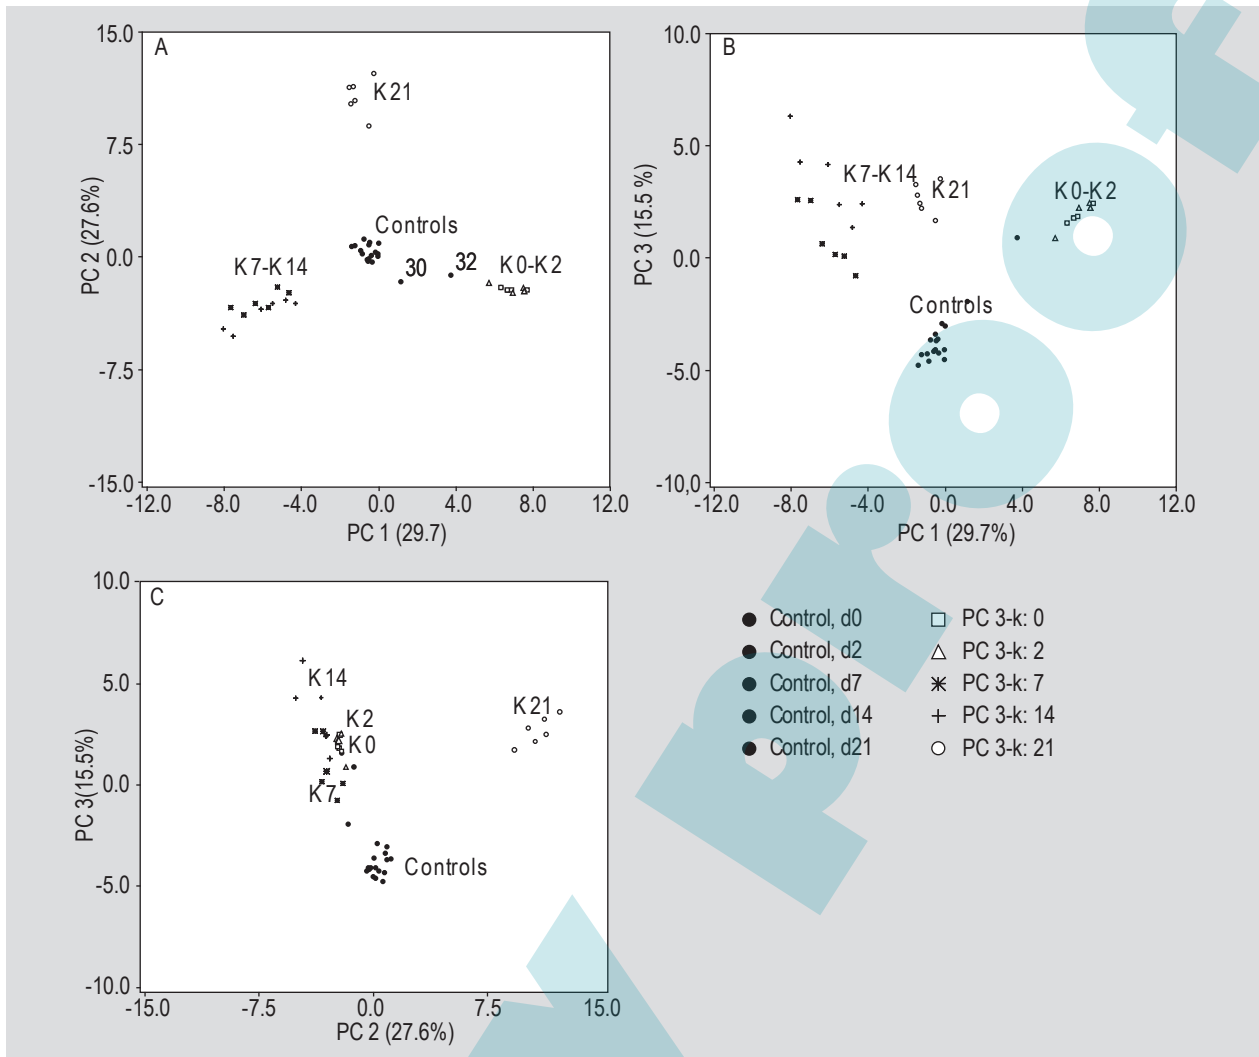 A
15.0
7.5
0.0
-7.5
-15.0
PC 2 (27.6%)
K21
Controls
30
32
K0-K2
K7-K14
-12.0 -8.0 -4.0 0.0 4.0 8.0 12.0
PC 1 (29.7)
B
10.0
5.0
0.0
-5.0
-10,0
PC 3 (15.5 %)
K7-K14
K21
K0-K2
Controls
-12.0 -8.0 -4.0 0.0 4.0 8.0 12.0
PC 1 (29.7%)
C
10.0
5.0
0.0
-5.0
-10.0
PC 3(15.5%)
K14
K2
K0
K7
K21
Controls
-15.0 -7.5 0.0 7.5 15.0
PC 2 (27.6%)
Control, d0
Control, d2
Control, d7
Control, d14
Control, d21
PC 3-k: 0
PC 3-k: 2
PC 3-k: 7
PC 3-k: 14
PC 3-k: 21